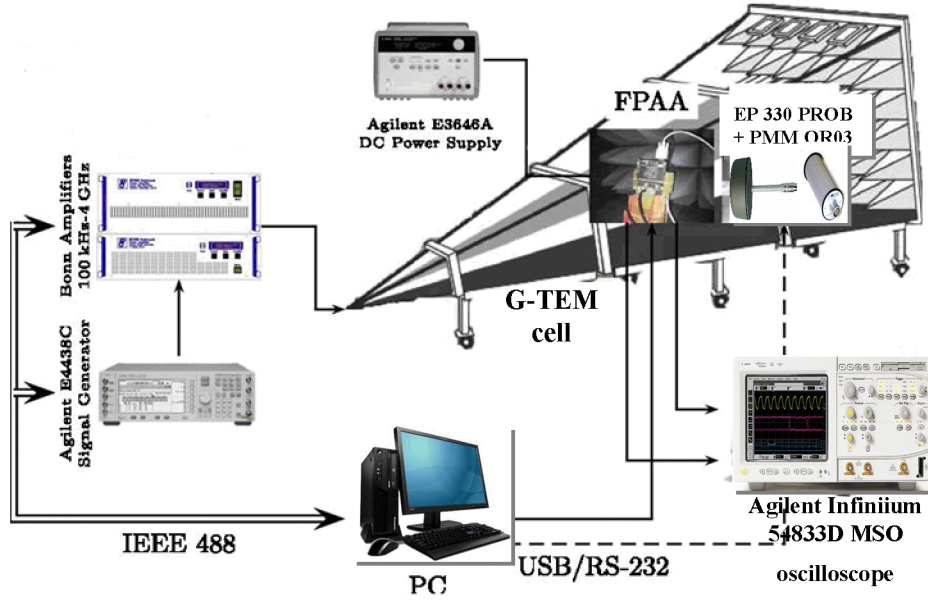 Agilent E3646A
DC Power Supply
FPAA
EP 330 PROB
+ PMM OR03
Bonn Amplifiers
100 kHz-4 GHz
G-TEM
cell
Agilent E4438C
Signal Generator
Agilent Infiniium
54833D MSO
oscilloscope
IEEE 488
PC
USB/RS-232